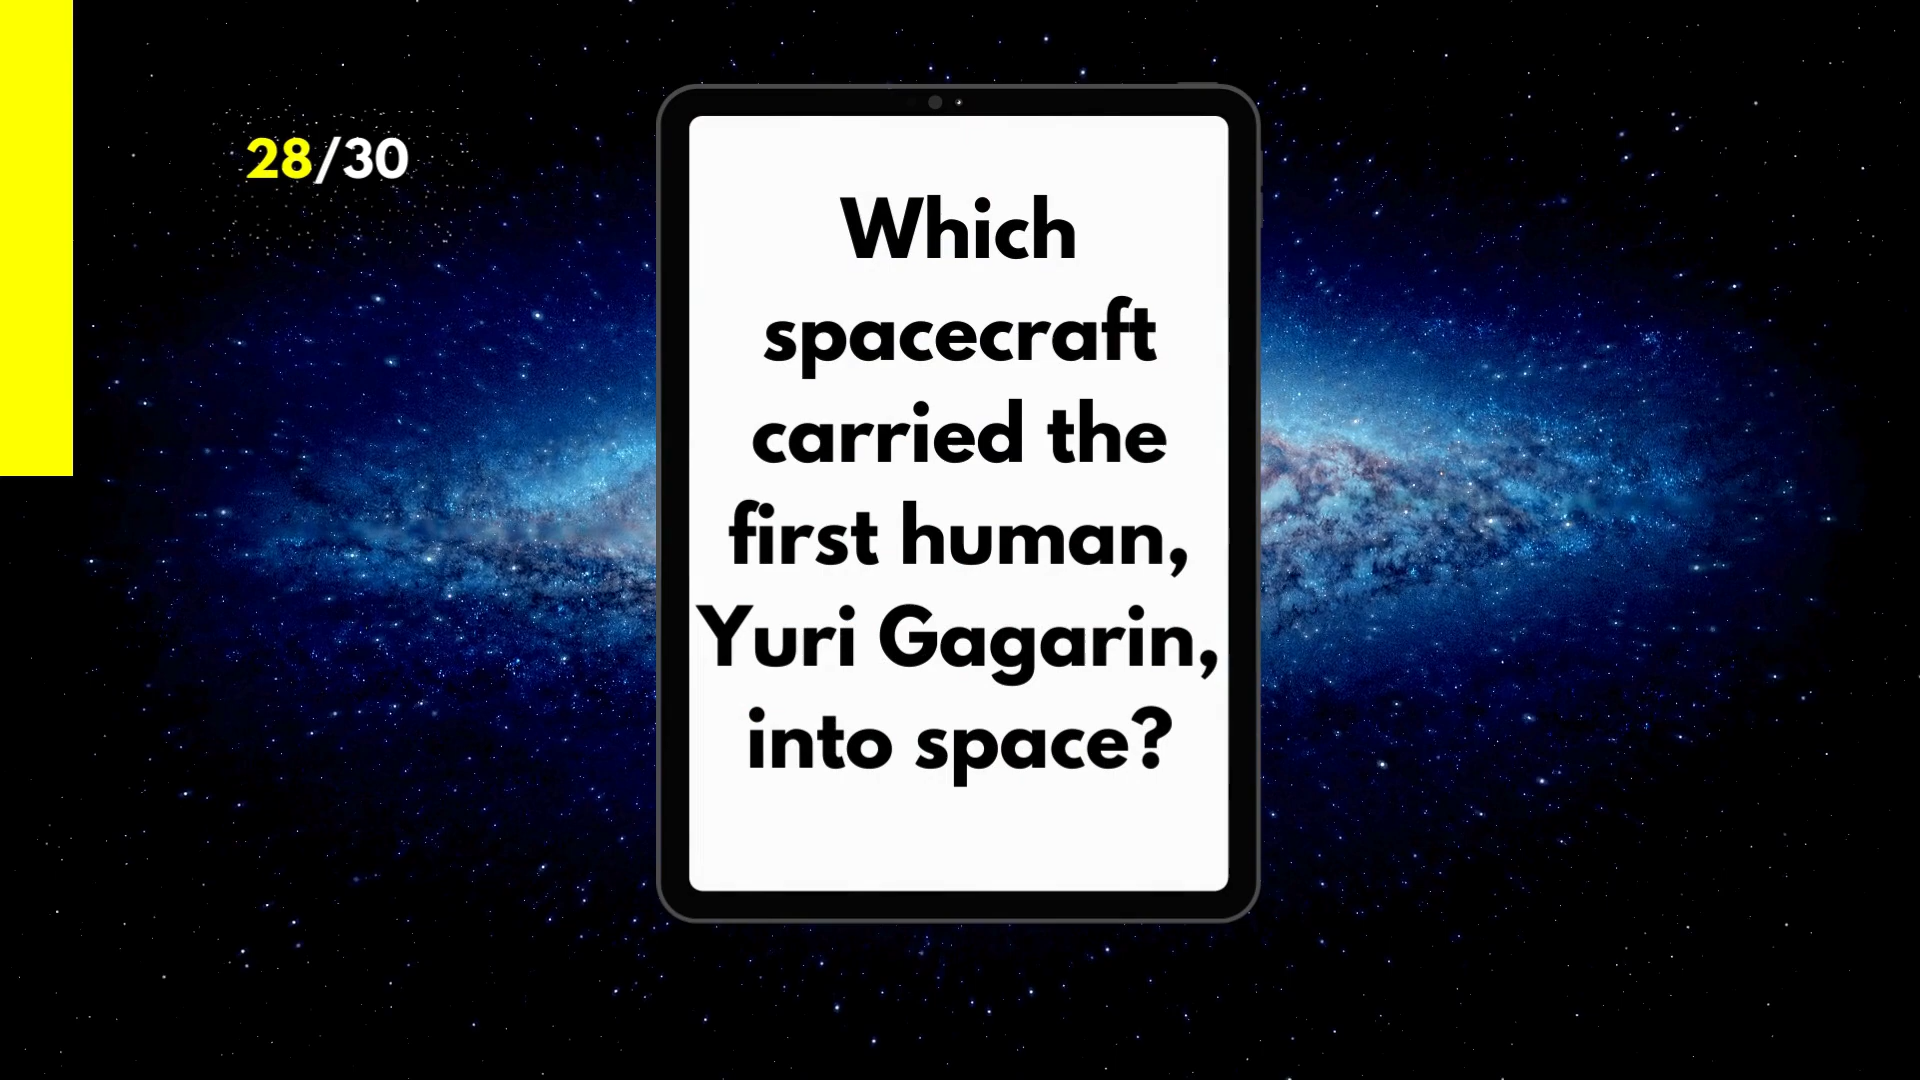 28/30
Which
spacecraft
carried the
first human,
Yuri Gagarin,
into space?